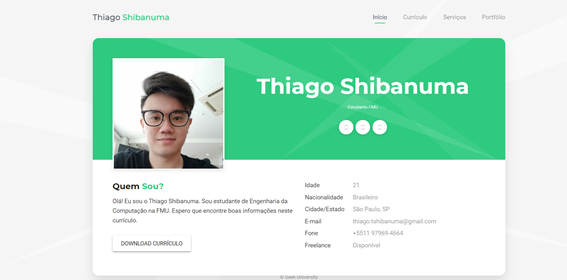 Thiago Shibanuma
Início Currículo Serviços Portfólio
Thiago Shibanuma
Estudante FMU
Quem Sou?
Olá! Eu sou o Thiago Shibanuma. Sou estudante de Engenharia da
Computação na FMU. Espero que encontre boas informações neste
currículo.
DOWNLOAD CURRÍCULO
Idade 21
Nacionalidade Brasileiro
Cidade/Estado São Paulo, SP
E-mail thiago.tshibanuma@gmail.com
Fone +5511 97969-4664
Freelance Disponível
© Geek University